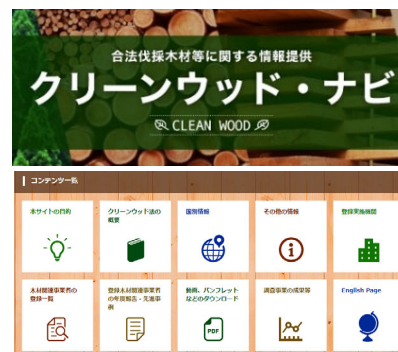 合法伐採木材等に関する情報提供
クリーンウッド・ナビ
CLEAN WOOD
コンテンツ一覧
本サイトの目的
クリーンウッド法の
概要
国別情報
その他の情報
登録実施機関
木材関連事業者の
登録一覧
登録木材関連事業者
の年度報告・先進事
例
動画、パンフレット
などのダウンロード
調査事業の成果等
English Page
PDF